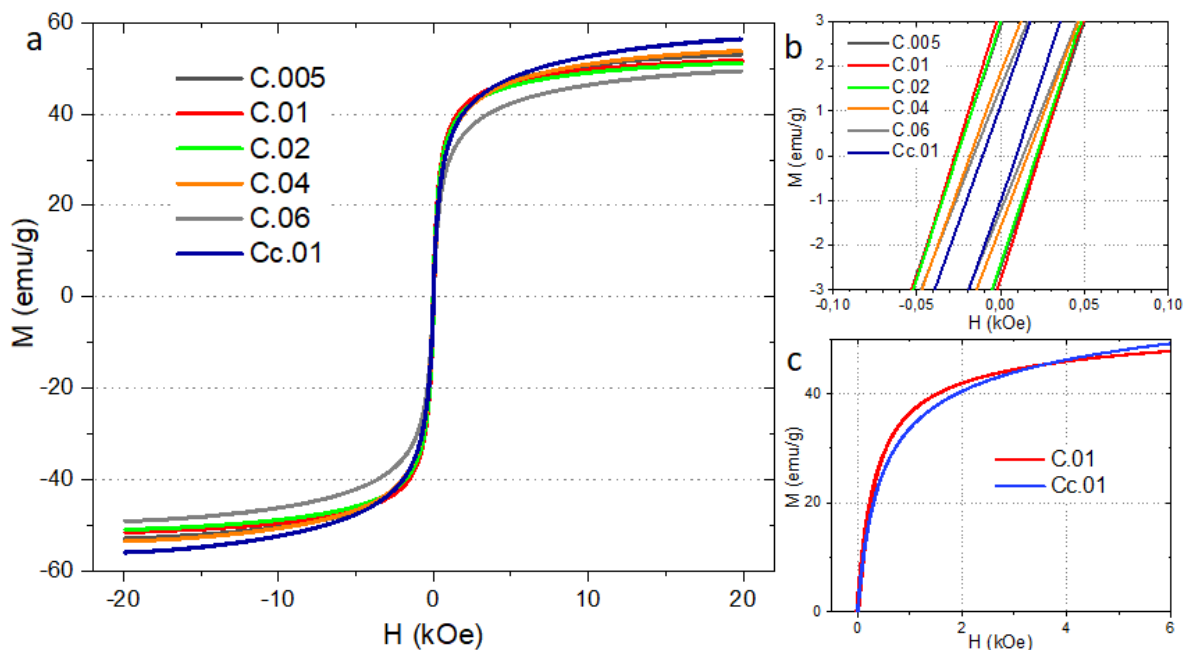 a
60
40
20
0
-20
-40
-60
M (emu/g)
C.005
C.01
C.02
C.04
C.06
Cc.01
-20
-10
0
10
20
H (kOe)
b
3
2
1
0
-1
-2
-3
M (emu/g)
C.005
C.01
C.02
C.04
C.06
Cc.01
-0,10
-0,05
0,00
0,05
0,10
H (kOe)
c
40
20
0
M (emu/g)
C.01
Cc.01
0
2
4
6
H (kOe)